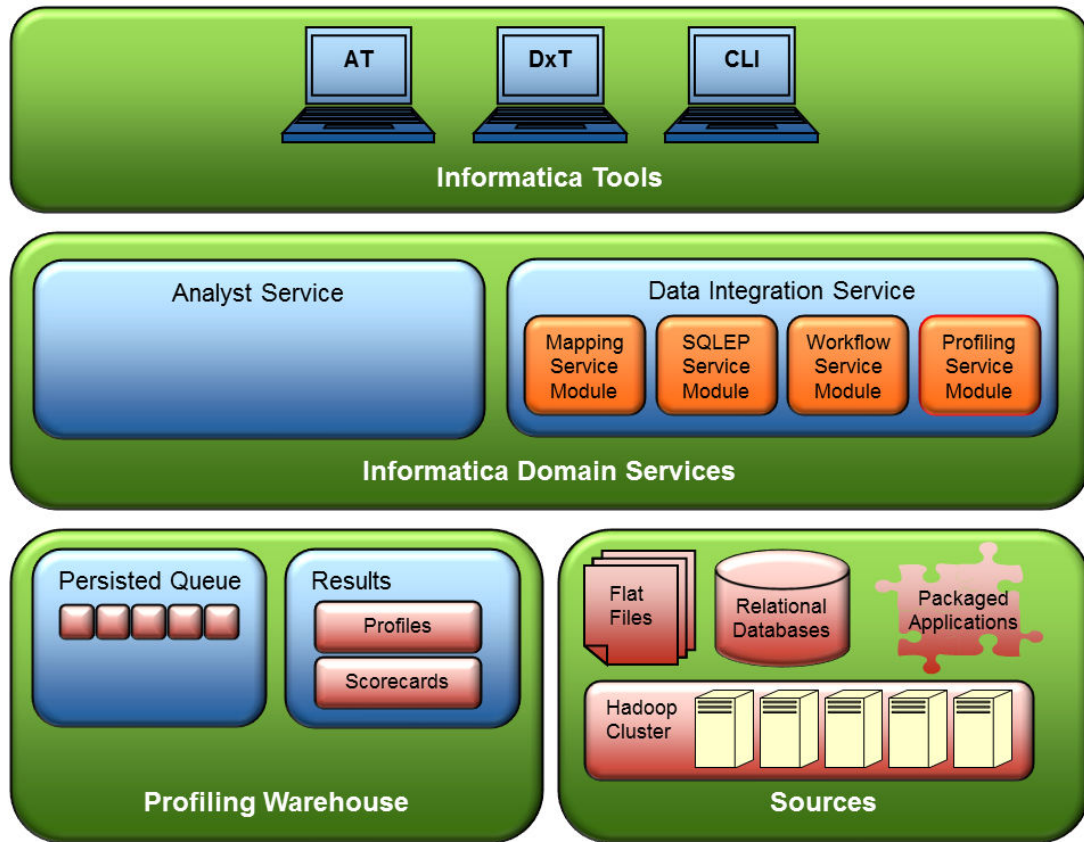 AT
DxT
CLI
Informatica Tools
Analyst Service
Data Integration Service
Mapping
Service
Module
SQLEP
Service
Module
Workflow
Service
Module
Profiling
Service
Module
Informatica Domain Services
Persisted Queue
Results
Profiles
Scorecards
Profiling Warehouse
Flat
Files
Relational
Databases
Packaged
Applications
Hadoop
Cluster
Sources